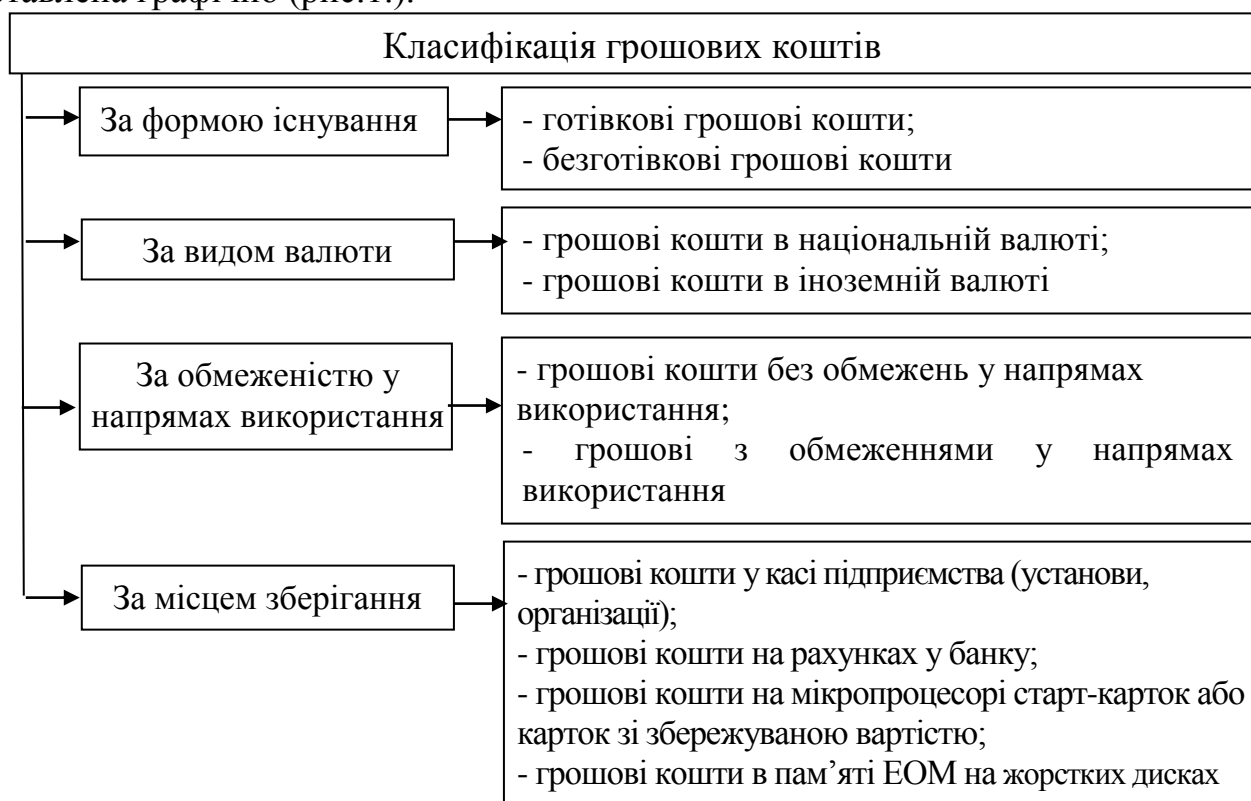 (рис.1.).
Класифікація грошових коштів
За формою існування
- готівкові грошові кошти;
- безготівкові грошові кошти
За видом валюти
- грошові кошти в національній валюті;
- грошові кошти в іноземній валюті
За обмеженістю у
напрямах використання
- грошові кошти без обмежень у напрямах
використання;
- грошові з обмеженнями у напрямах
використання
За місцем зберігання
- грошові кошти у касі підприємства (установи,
організації);
- грошові кошти на рахунках у банку;
- грошові кошти на мікропроцесорі старт-карток або
карток зі збережуваною вартістю;
- грошові кошти в пам’яті ЕОМ на жорстких дисках